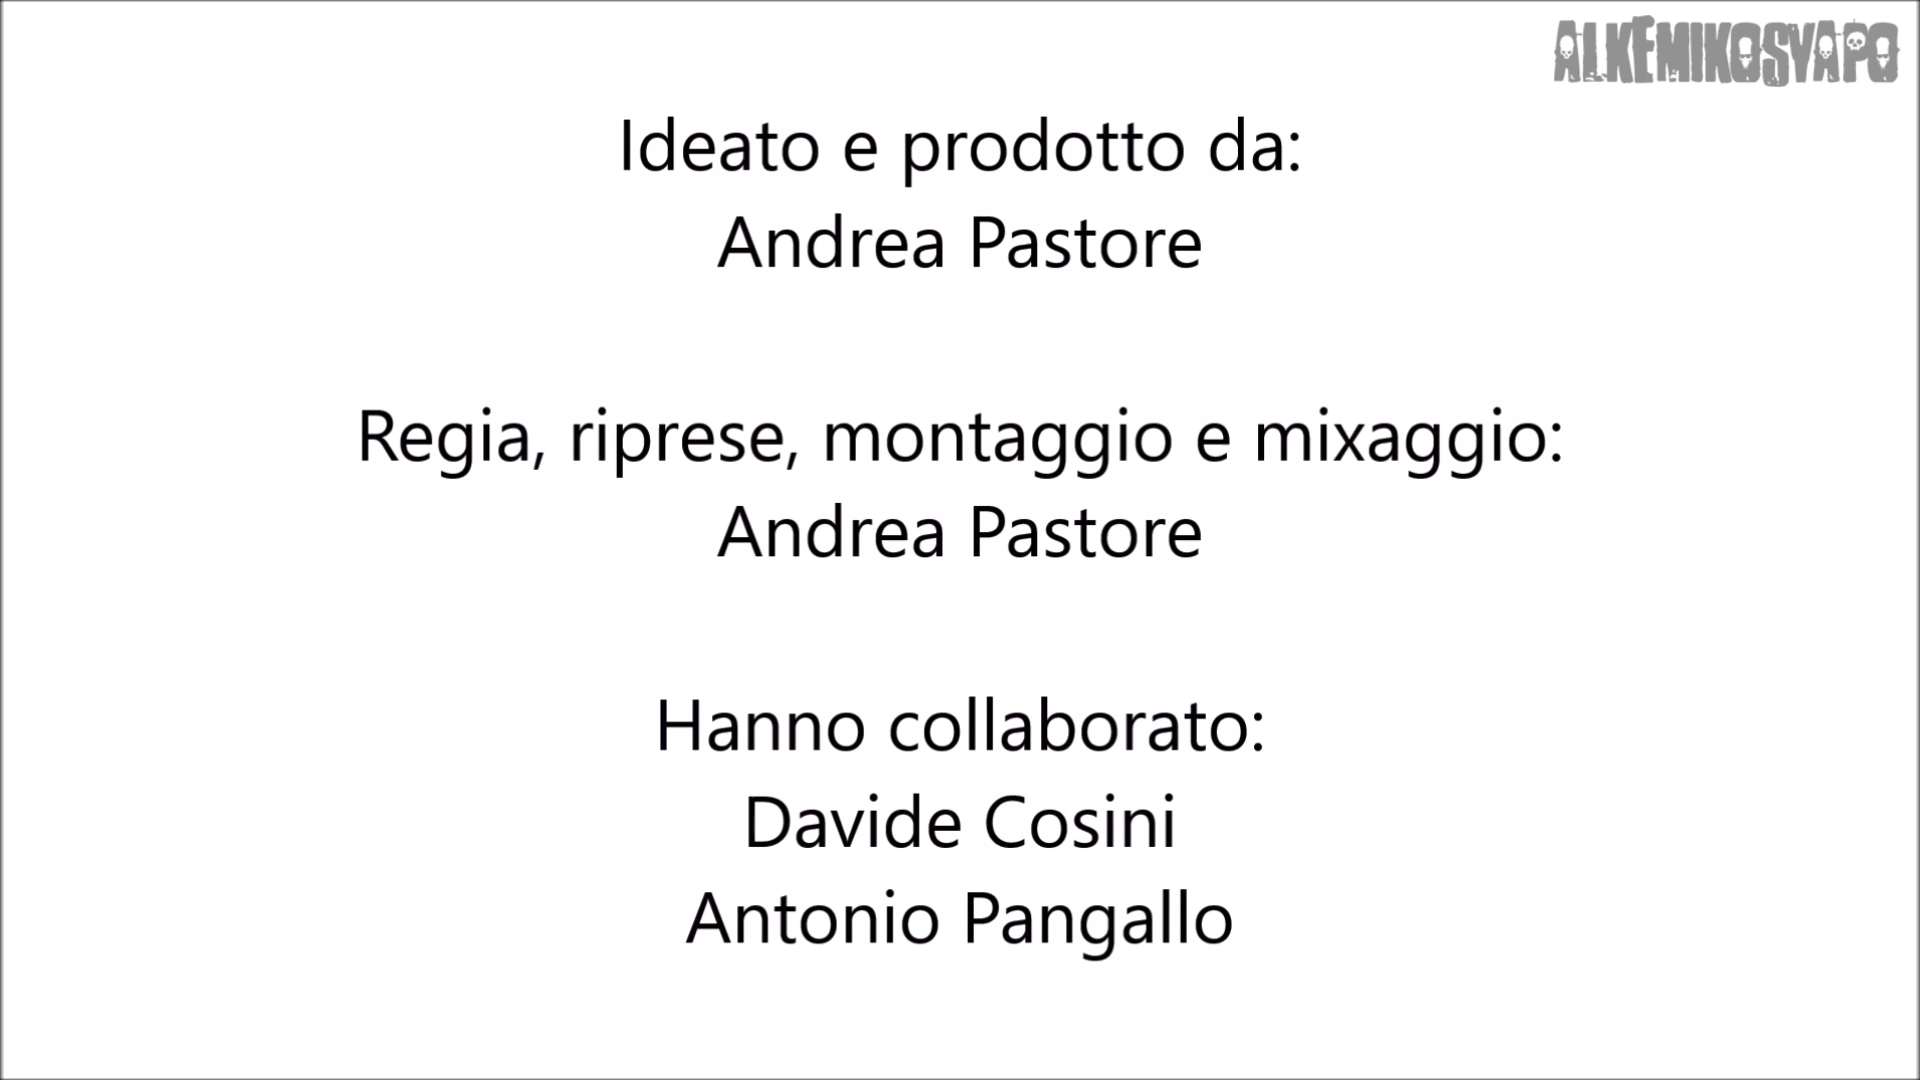 ALKEMIKOSVAPO
Ideato e prodotto da:
Andrea Pastore
Regia, riprese, montaggio e mixaggio:
Andrea Pastore
Hanno collaborato:
Davide Cosini
Antonio Pangallo